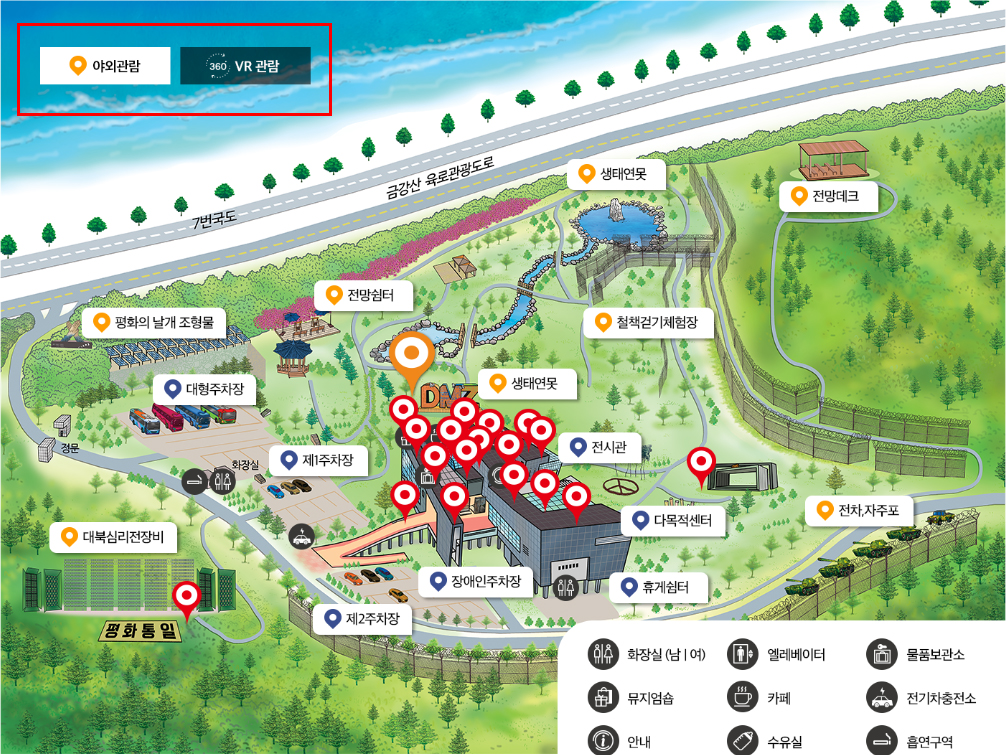 야외관람
360 VR 관람
금강산 육로관광도로
7번국도
생태연못
전망데크
전망쉼터
평화의 날개 조형물
철책걷기체험장
대형주차장
생태연못
DMZ
정문
화장실
제1주차장
전시관
다목적센터
전차,자주포
대북심리전장비
장애인주차장
휴게쉼터
제2주차장
평화통일
화장실 (남 | 여)
엘레베이터
물품보관소
뮤지엄숍
카페
전기차충전소
안내
수유실
흡연구역